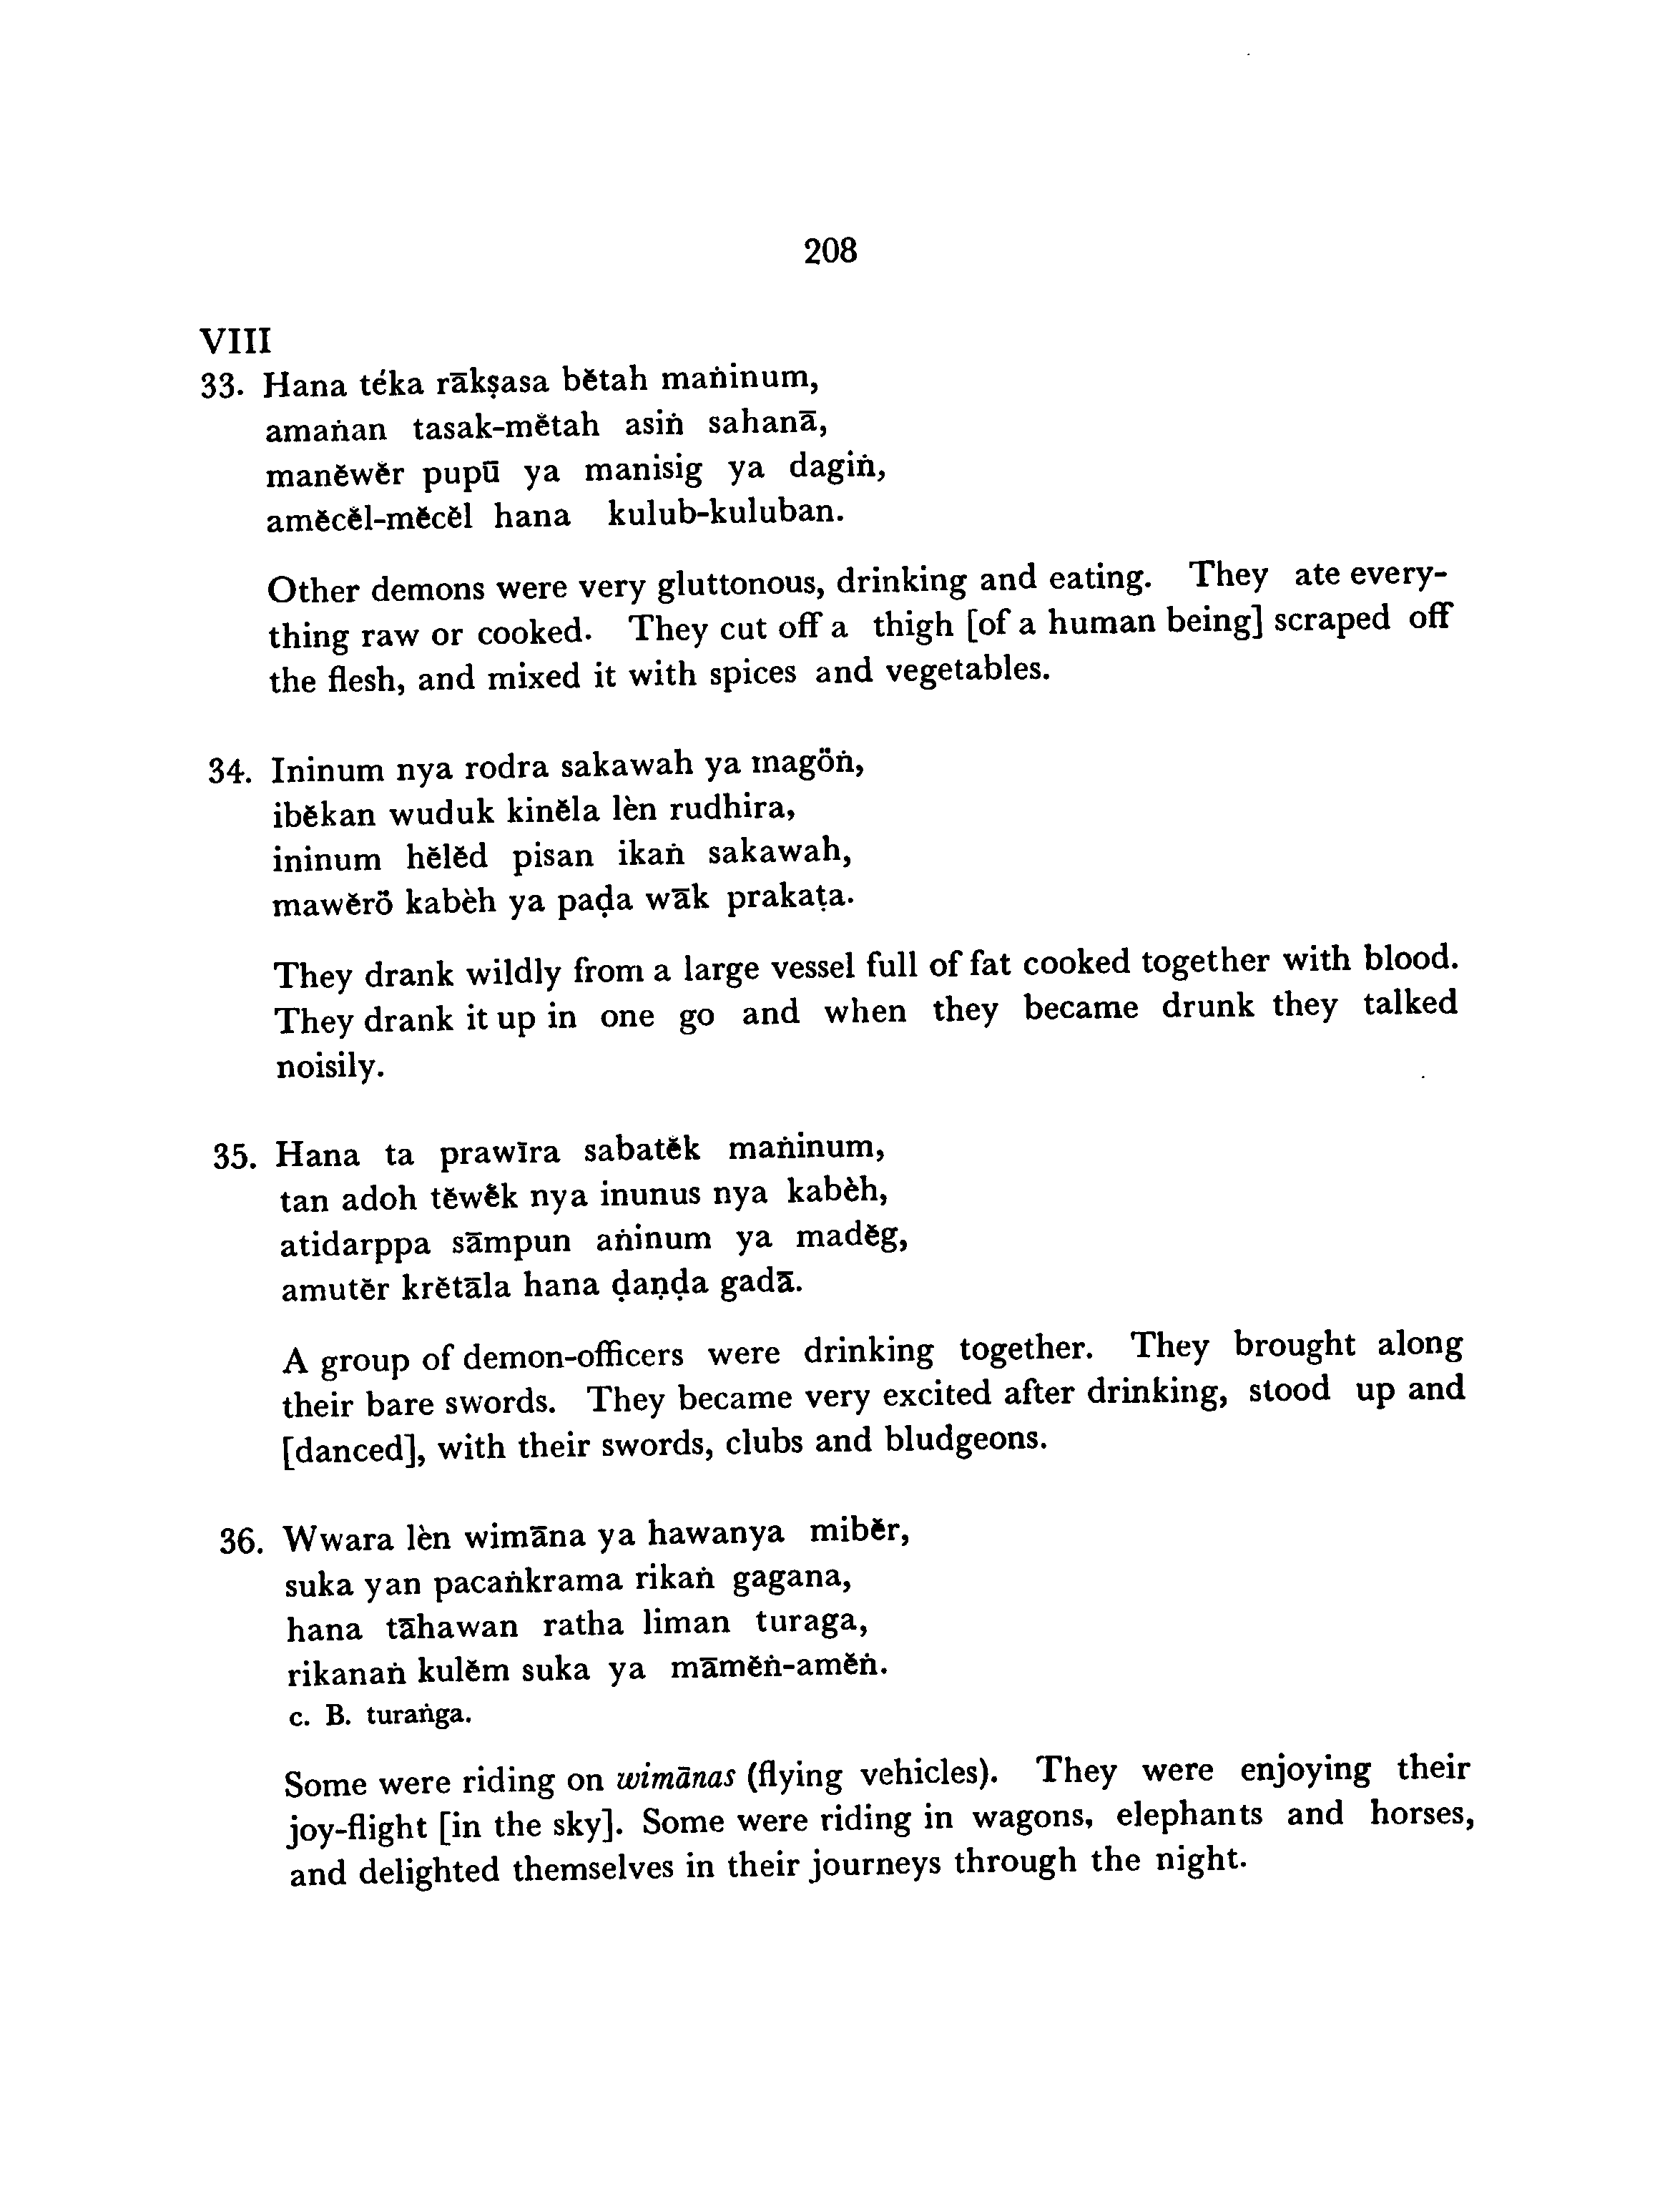 208
VIII
33. Hana téka rākṣasa bĕtah maṅinum,
amaṅan tasak-mĕtah asiṅ sahanā,
manĕwĕr pupū ya manisig ya dagiṅ,
amĕcĕl-mĕcĕl hana kulub-kuluban.
Other demons were very gluttonous, drinking and eating. They ate every-
thing raw or cooked. They cut off a thigh [of a human being] scraped off
the flesh, and mixed it with spices and vegetables.
34. Ininum nya rodra sakawah ya magöṅ,
ibĕkan wuduk kinĕla lèn rudhira,
ininum hĕlĕd pisan ikaṅ sakawah,
mawĕrö kabèh ya paḍa wāk prakaṭa.
They drank wildly from a large vessel full of fat cooked together with blood.
They drank it up in one go and when they became drunk they talked
noisily.
35. Hana ta prawīra sabatĕk maṅinum,
tan adoh tĕwĕk nya inunus nya kabèh,
atidarppa sāmpun aṅinum ya madĕg,
amutĕr krĕtāla hana ḍaṇḍa gadā.
A group of demon-officers were drinking together. They brought along
their bare swords. They became very excited after drinking, stood up and
[danced], with their swords, clubs and bludgeons.
36. Wwara lèn wimāna ya hawanya mibĕr,
suka yan pacaṅkrama rikaṅ gagana,
hana tāhawan ratha liman turaga,
rikanaṅ kulĕm suka ya māmĕṅ-amĕṅ.
c. B. turaṅga.
Some were riding on wimānas (flying vehicles). They were enjoying their
joy-flight [in the sky]. Some were riding in wagons, elephants and horses,
and delighted themselves in their journeys through the night.